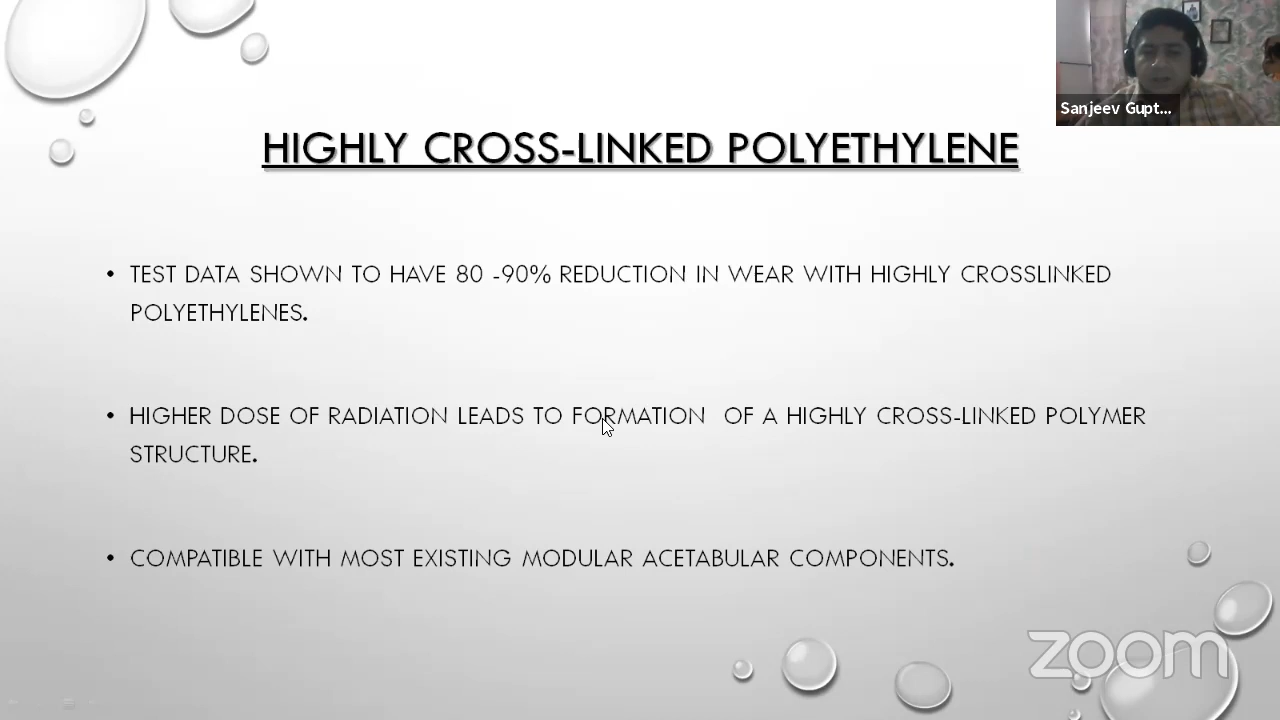 Sanjeev Gupt...
HIGHLY CROSS-LINKED POLYETHYLENE
• TEST DATA SHOWN TO HAVE 80 -90% REDUCTION IN WEAR WITH HIGHLY CROSSLINKED
POLYETHYLENES.
• HIGHER DOSE OF RADIATION LEADS TO FORMATION OF A HIGHLY CROSS-LINKED POLYMER
STRUCTURE.
• COMPATIBLE WITH MOST EXISTING MODULAR ACETABULAR COMPONENTS.
zoom